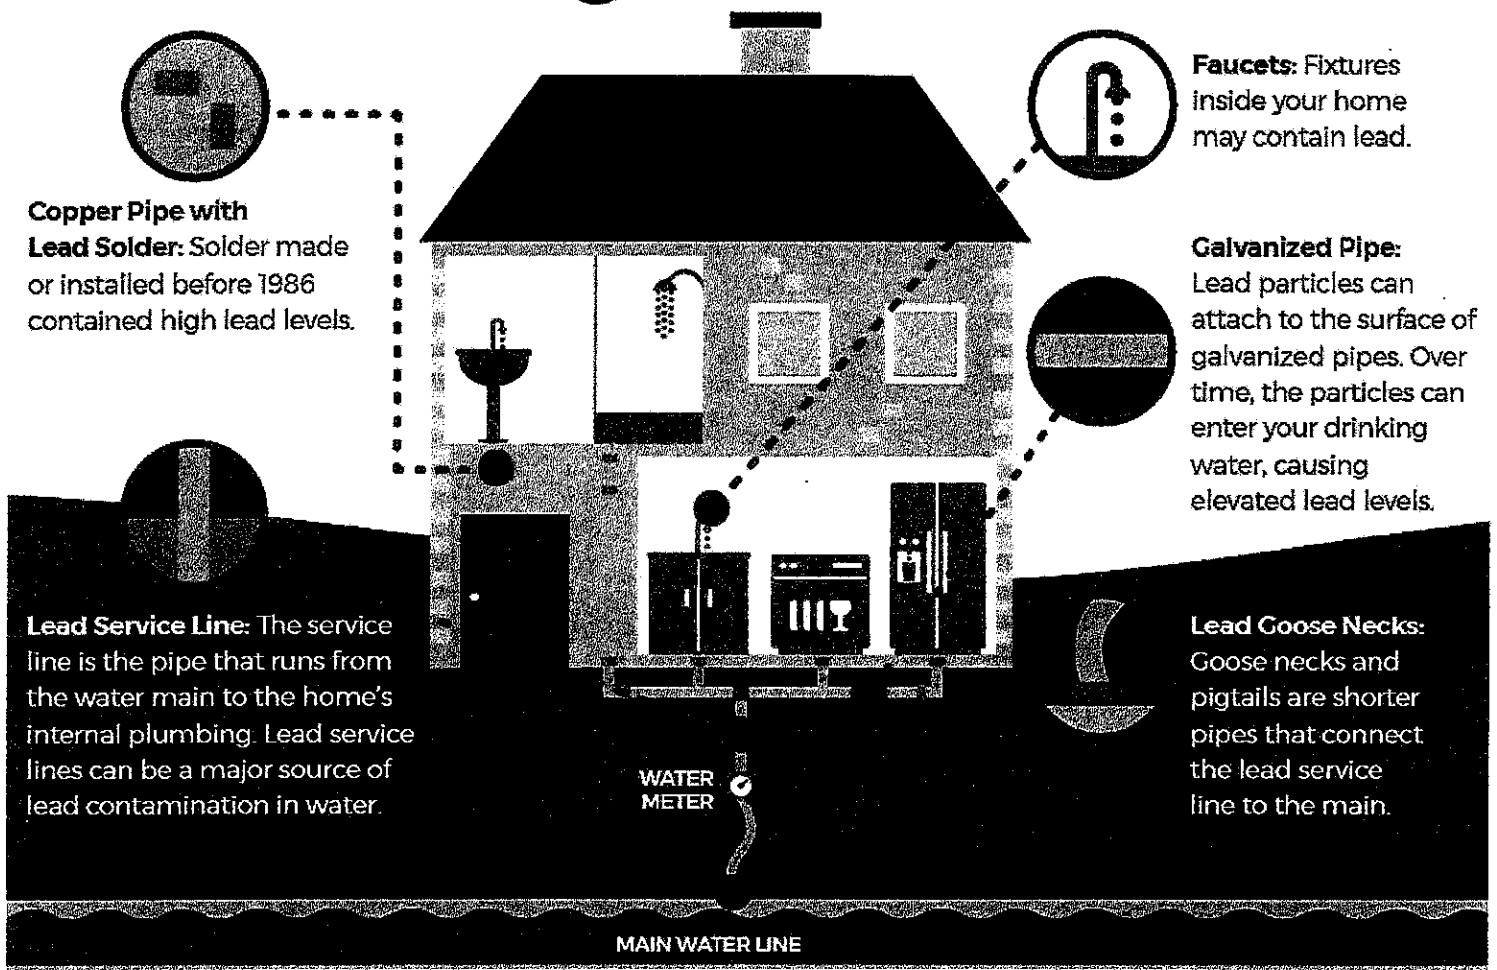 Copper Pipe with
Lead Solder: Solder made
or installed before 1986
contained high lead levels.
Faucets: Fixtures
inside your home
may contain lead.
Galvanized Pipe:
Lead particles can
attach to the surface of
galvanized pipes. Over
time, the particles can
enter your drinking
water, causing
elevated lead levels.
Lead Service Line: The service
line is the pipe that runs from
the water main to the home's
internal plumbing. Lead service
lines can be a major source of
lead contamination in water.
WATER
METER
Lead Goose Necks:
Goose necks and
pigtails are shorter
pipes that connect
the lead service
line to the main.
MAIN WATER LINE